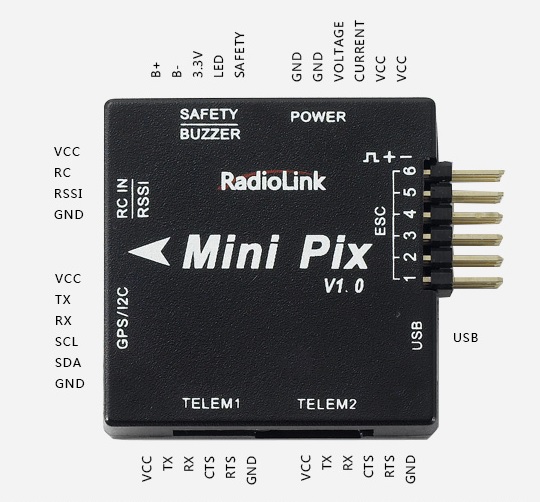 B+
B-
3.3V
LED
SAFETY
GND
GND
VOLTAGE
CURRENT
VCC
VCC
SAFETY
BUZZER
POWER
VCC
RC
RSSI
GND
RC IN
RSSI
RadioLink
6
5
4
3
2
1
ESC
Mini Pix
V1.0
VCC
TX
RX
SCL
SDA
GND
GPS/I2C
USB
USB
TELEM1
TELEM2
VCC
TX
RX
CTS
RTS
GND
VCC
TX
RX
CTS
RTS
GND